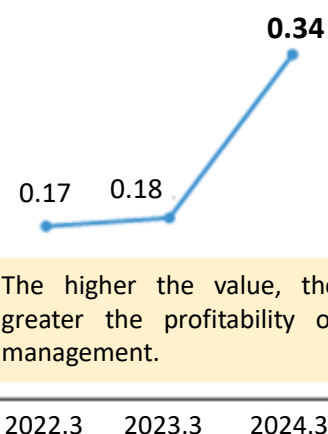 0.34
0.17 0.18
The higher the value, the
greater the profitability o
management.
2022.3 2023.3 2024.3